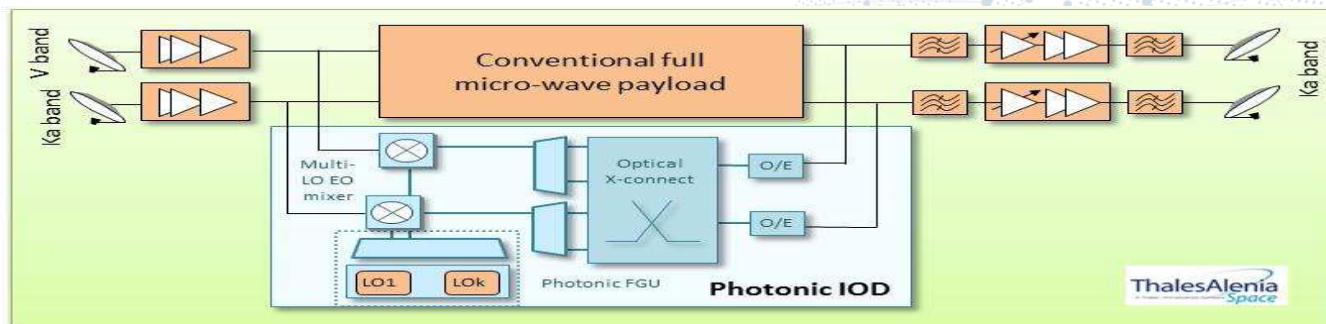 V band
Ka band
Conventional full
micro-wave payload
Ka band
Multi-
LO EO
mixer
Optical
X-connect
O/E
O/E
LO1
LOk
Photonic FGU
Photonic IOD
ThalesAlenia
Space